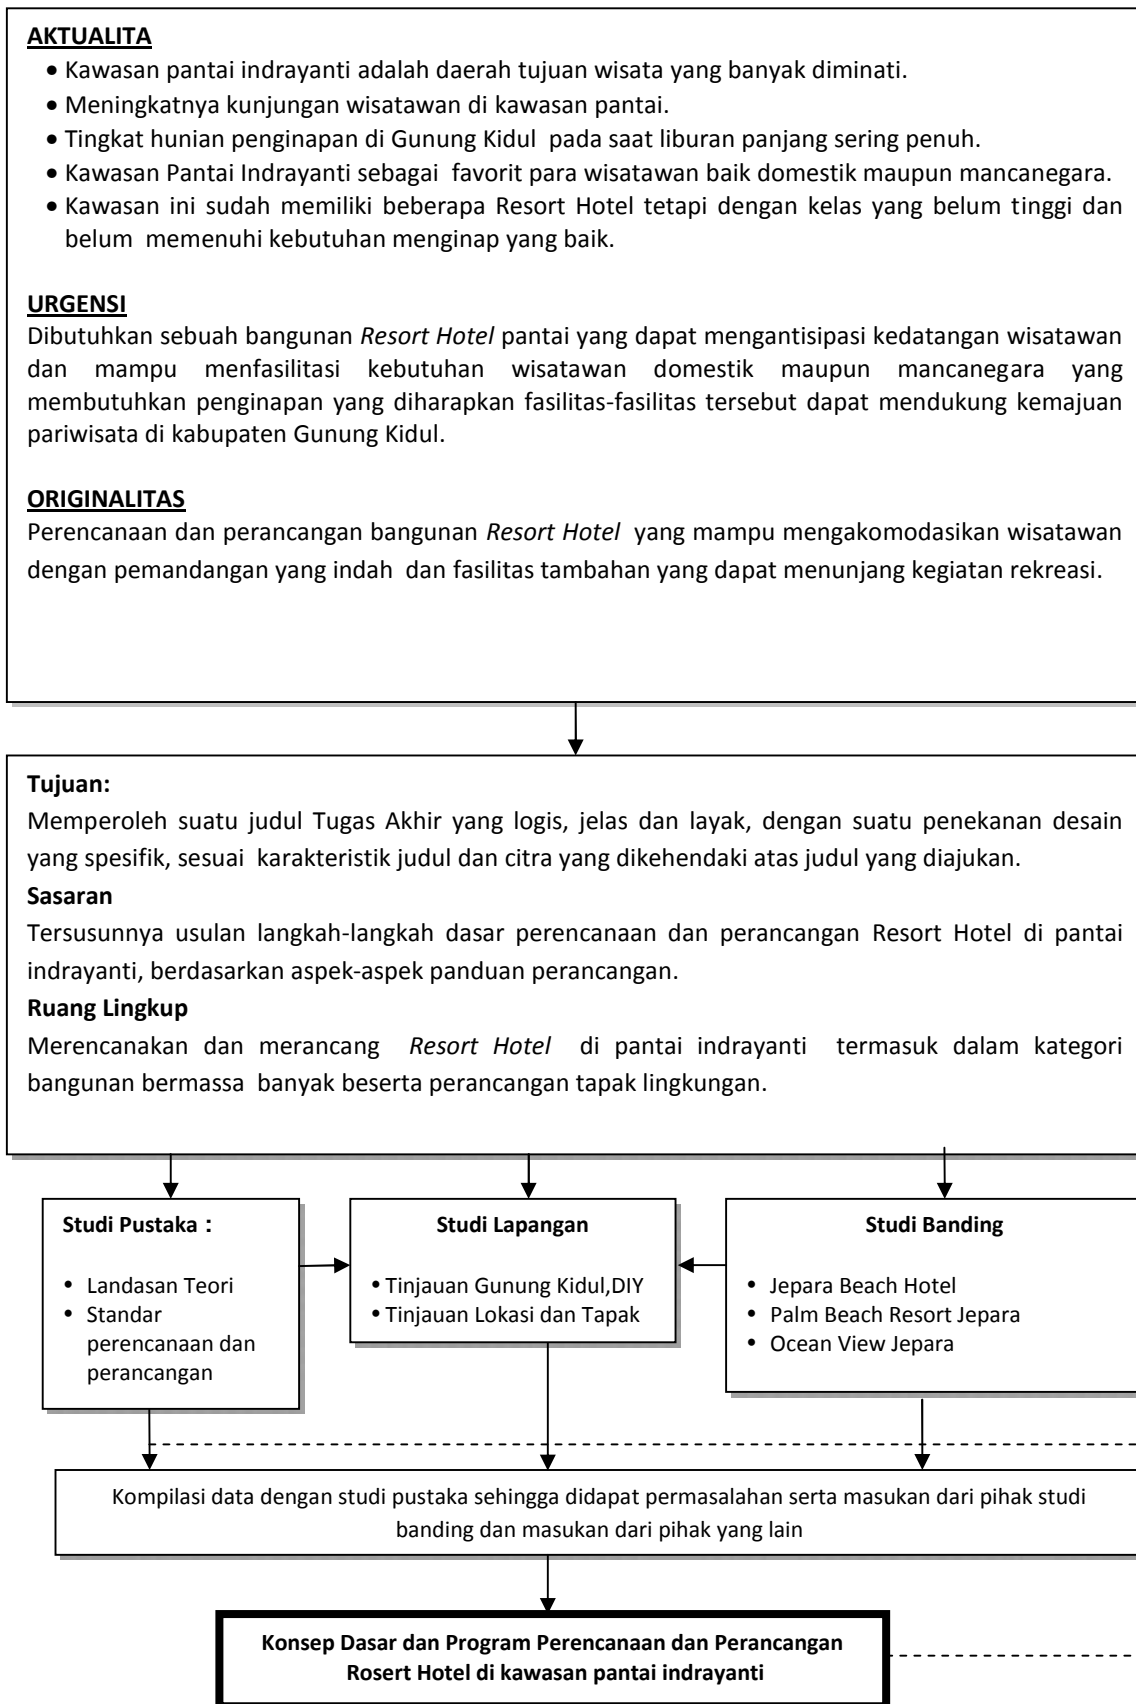 AKTUALITA
• Kawasan pantai indrayanti adalah daerah tujuan wisata yang banyak diminati.
• Meningkatnya kunjungan wisatawan di kawasan pantai.
• Tingkat hunian penginapan di Gunung Kidul pada saat liburan panjang sering penuh.
• Kawasan Pantai Indrayanti sebagai favorit para wisatawan baik domestik maupun mancanegara.
• Kawasan ini sudah memiliki beberapa Resort Hotel tetapi dengan kelas yang belum tinggi dan
belum memenuhi kebutuhan menginap yang baik.
URGENSI
Dibutuhkan sebuah bangunan Resort Hotel pantai yang dapat mengantisipasi kedatangan wisatawan
dan mampu menfasilitasi kebutuhan wisatawan domestik maupun mancanegara yang
membutuhkan penginapan yang diharapkan fasilitas-fasilitas tersebut dapat mendukung kemajuan
pariwisata di kabupaten Gunung Kidul.
ORIGINALITAS
Perencanaan dan perancangan bangunan Resort Hotel yang mampu mengakomodasikan wisatawan
dengan pemandangan yang indah dan fasilitas tambahan yang dapat menunjang kegiatan rekreasi.
Tujuan:
Memperoleh suatu judul Tugas Akhir yang logis, jelas dan layak, dengan suatu penekanan desain
yang spesifik, sesuai karakteristik judul dan citra yang dikehendaki atas judul yang diajukan.
Sasaran
Tersusunnya usulan langkah-langkah dasar perencanaan dan perancangan Resort Hotel di pantai
indrayanti, berdasarkan aspek-aspek panduan perancangan.
Ruang Lingkup
Merencanakan dan merancang Resort Hotel di pantai indrayanti termasuk dalam kategori
bangunan bermassa banyak beserta perancangan tapak lingkungan.
Studi Pustaka :
• Landasan Teori
• Standar
perencanaan dan
perancangan
Studi Lapangan
• Tinjauan Gunung Kidul,DIY
• Tinjauan Lokasi dan Tapak
Studi Banding
• Jepara Beach Hotel
• Palm Beach Resort Jepara
• Ocean View Jepara
Kompilasi data dengan studi pustaka sehingga didapat permasalahan serta masukan dari pihak studi
banding dan masukan dari pihak yang lain
Konsep Dasar dan Program Perencanaan dan Perancangan
Rosert Hotel di kawasan pantai indrayanti